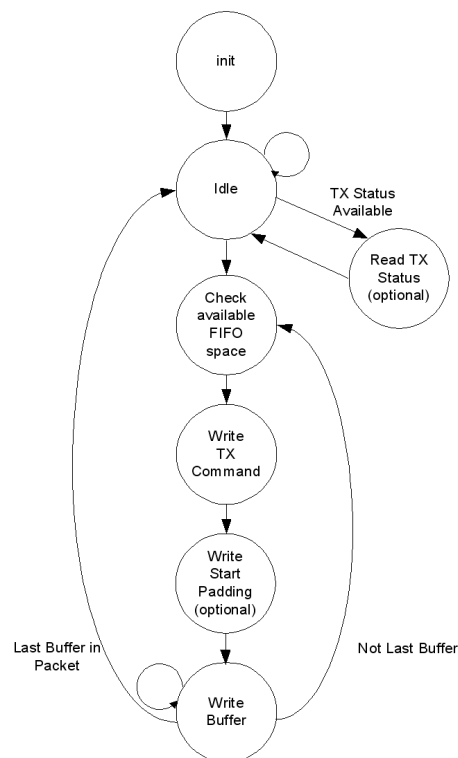 init
Idle
TX Status
Available
Read TX
Status
(optional)
Check
available
FIFO
space
Write
TX
Command
Write
Start
Padding
(optional)
Last Buffer in
Packet
Not Last Buffer
Write
Buffer